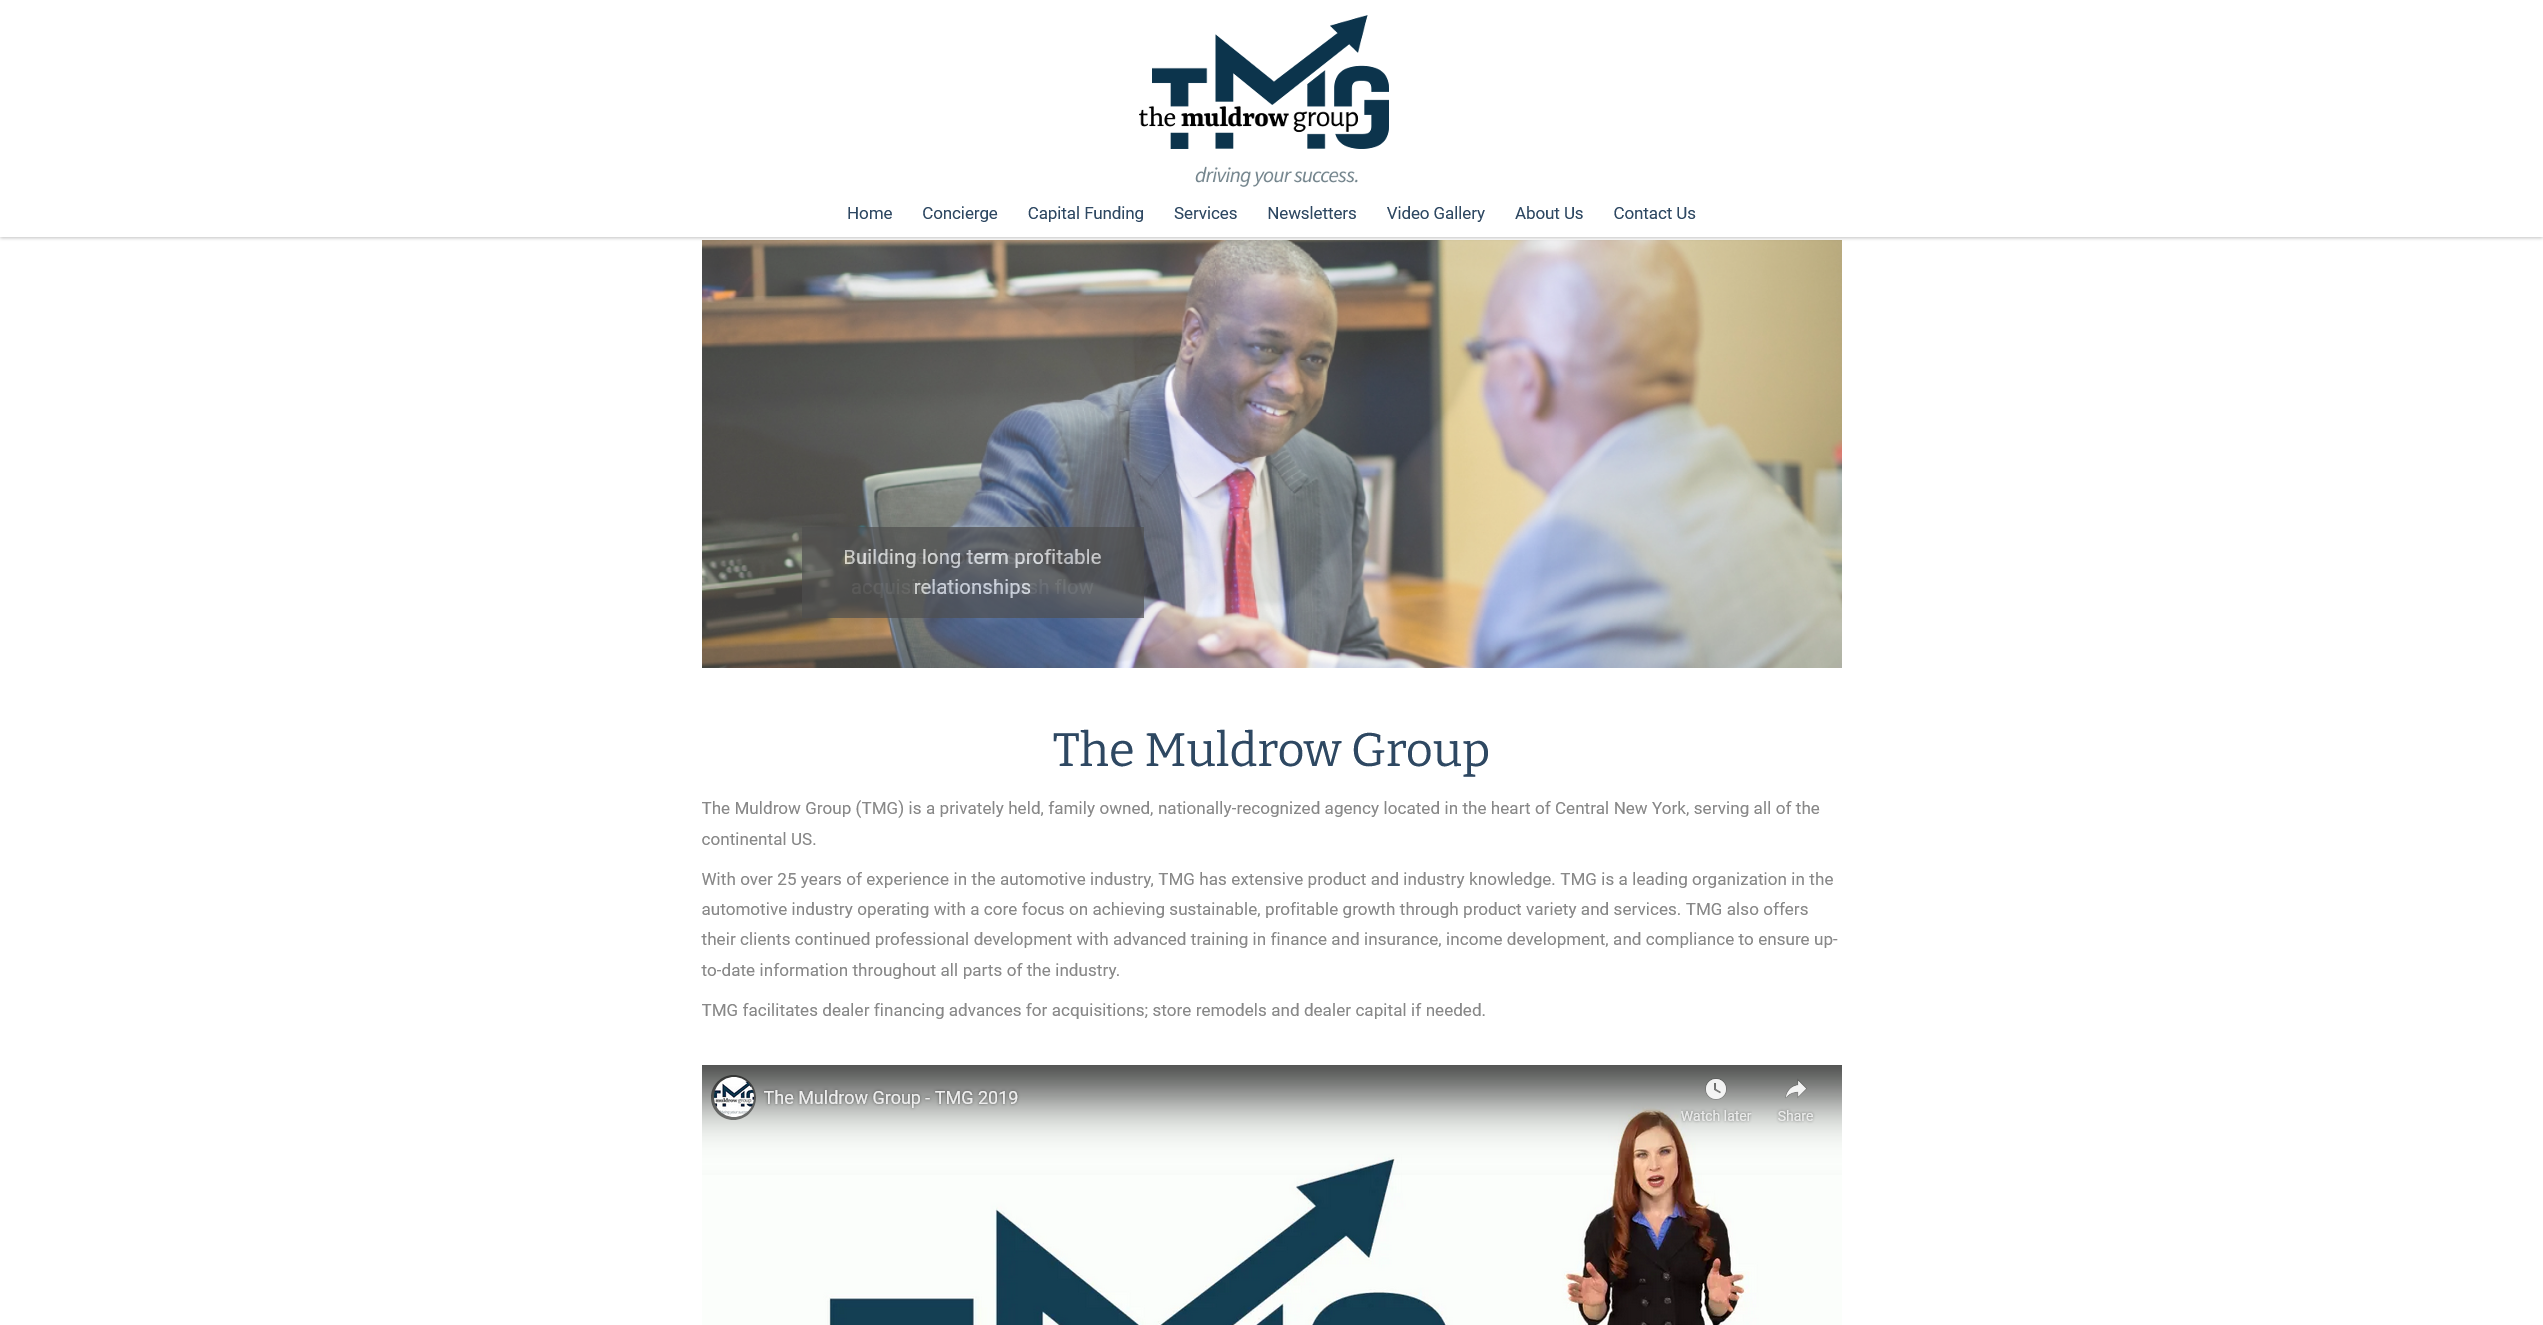 TMG
the muldrow group
driving your success.
Home Concierge Capital Funding Services Newsletters Video Gallery About Us Contact Us
Building long term profitable
relationships
The Muldrow Group
The Muldrow Group (TMG) is a privately held, family owned, nationally-recognized agency located in the heart of Central New York, serving all of the
continental US.
With over 25 years of experience in the automotive industry, TMG has extensive product and industry knowledge. TMG is a leading organization in the
automotive industry operating with a core focus on achieving sustainable, profitable growth through product variety and services. TMG also offers
their clients continued professional development with advanced training in finance and insurance, income development, and compliance to ensure up-
to-date information throughout all parts of the industry.
TMG facilitates dealer financing advances for acquisitions; store remodels and dealer capital if needed.
The Muldrow Group - TMG 2019
Watch later Share